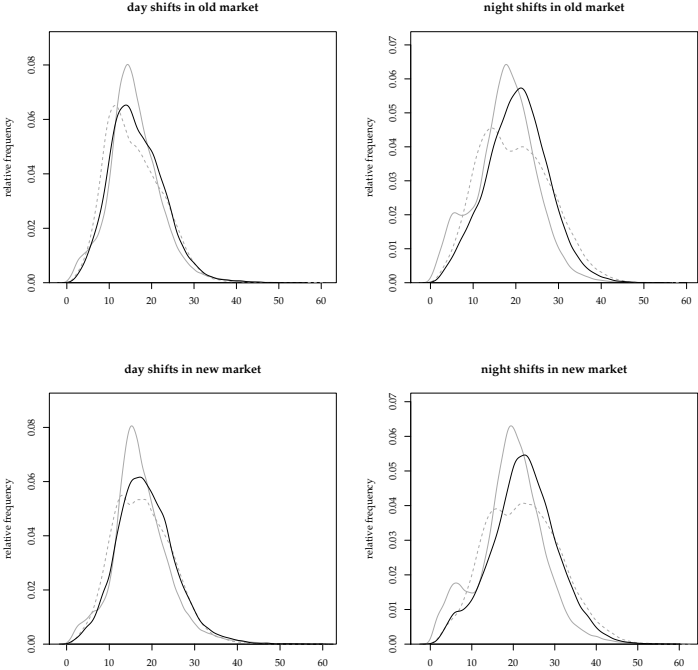 day shifts in old market
relative frequency
0.00 0.02 0.04 0.06 0.08
0 10 20 30 40 50 60
night shifts in old market
relative frequency
0.00 0.01 0.02 0.03 0.04 0.05 0.06 0.07
0 10 20 30 40 50 60
day shifts in new market
relative frequency
0.00 0.02 0.04 0.06 0.08
0 10 20 30 40 50 60
night shifts in new market
relative frequency
0.00 0.01 0.02 0.03 0.04 0.05 0.06 0.07
0 10 20 30 40 50 60